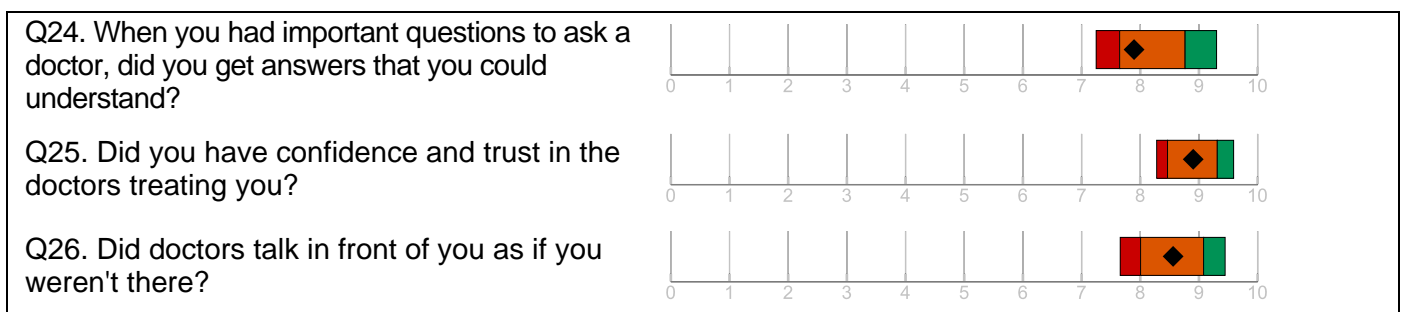 Q24. When you had important questions to ask a
doctor, did you get answers that you could
understand?
0 1 2 3 4 5 6 7 8 9 10
Q25. Did you have confidence and trust in the
doctors treating you?
0 1 2 3 4 5 6 7 8 9 10
Q26. Did doctors talk in front of you as if you
weren't there?
0 1 2 3 4 5 6 7 8 9 10